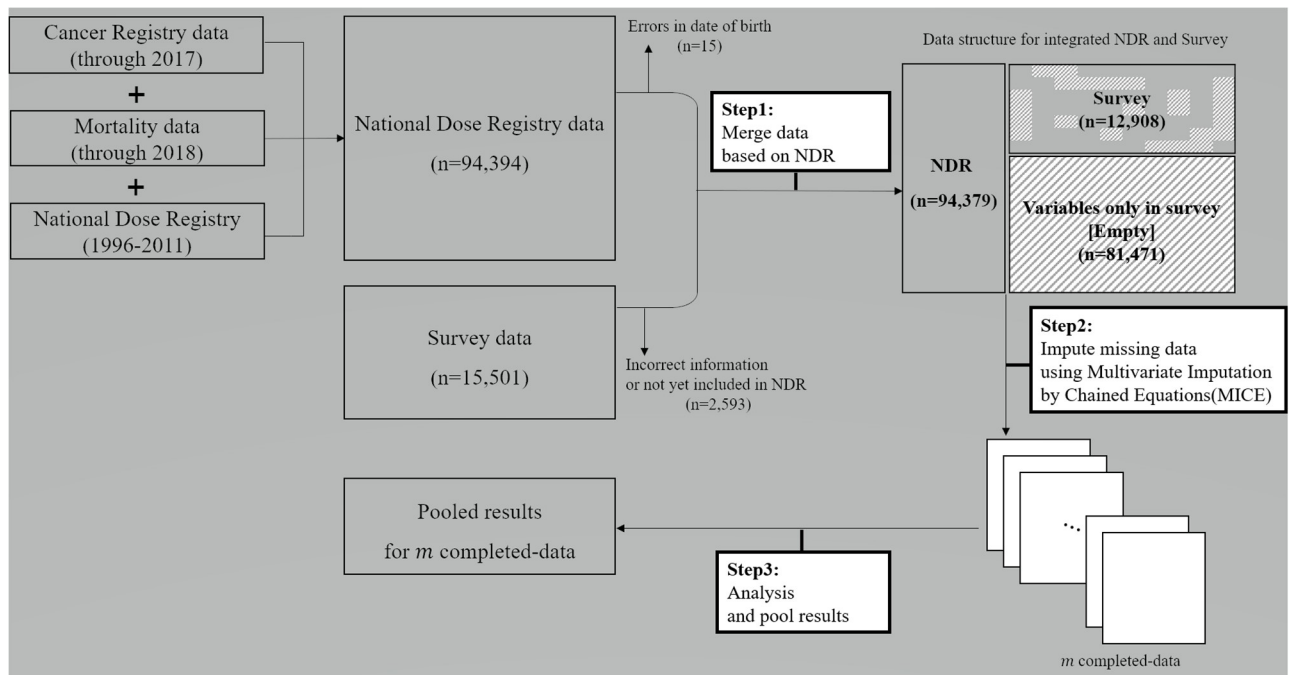 Cancer Registry data
(through 2017)
+
Mortality data
(through 2018)
+
National Dose Registry
(1996-2011)
National Dose Registry data
(n=94,394)
Errors in date of birth
(n=15)
Survey data
(n=15,501)
Incorrect information
or not yet included in NDR
(n=2,593)
Step1:
Merge data
based on NDR
Data structure for integrated NDR and Survey
NDR
(n=94,379)
Survey
(n=12,908)
Variables only in survey
[Empty]
(n=81,471)
Step2:
Impute missing data
using Multivariate Imputation
by Chained Equations(MICE)
m completed-data
Step3:
Analysis
and pool results
Pooled results
for m completed-data